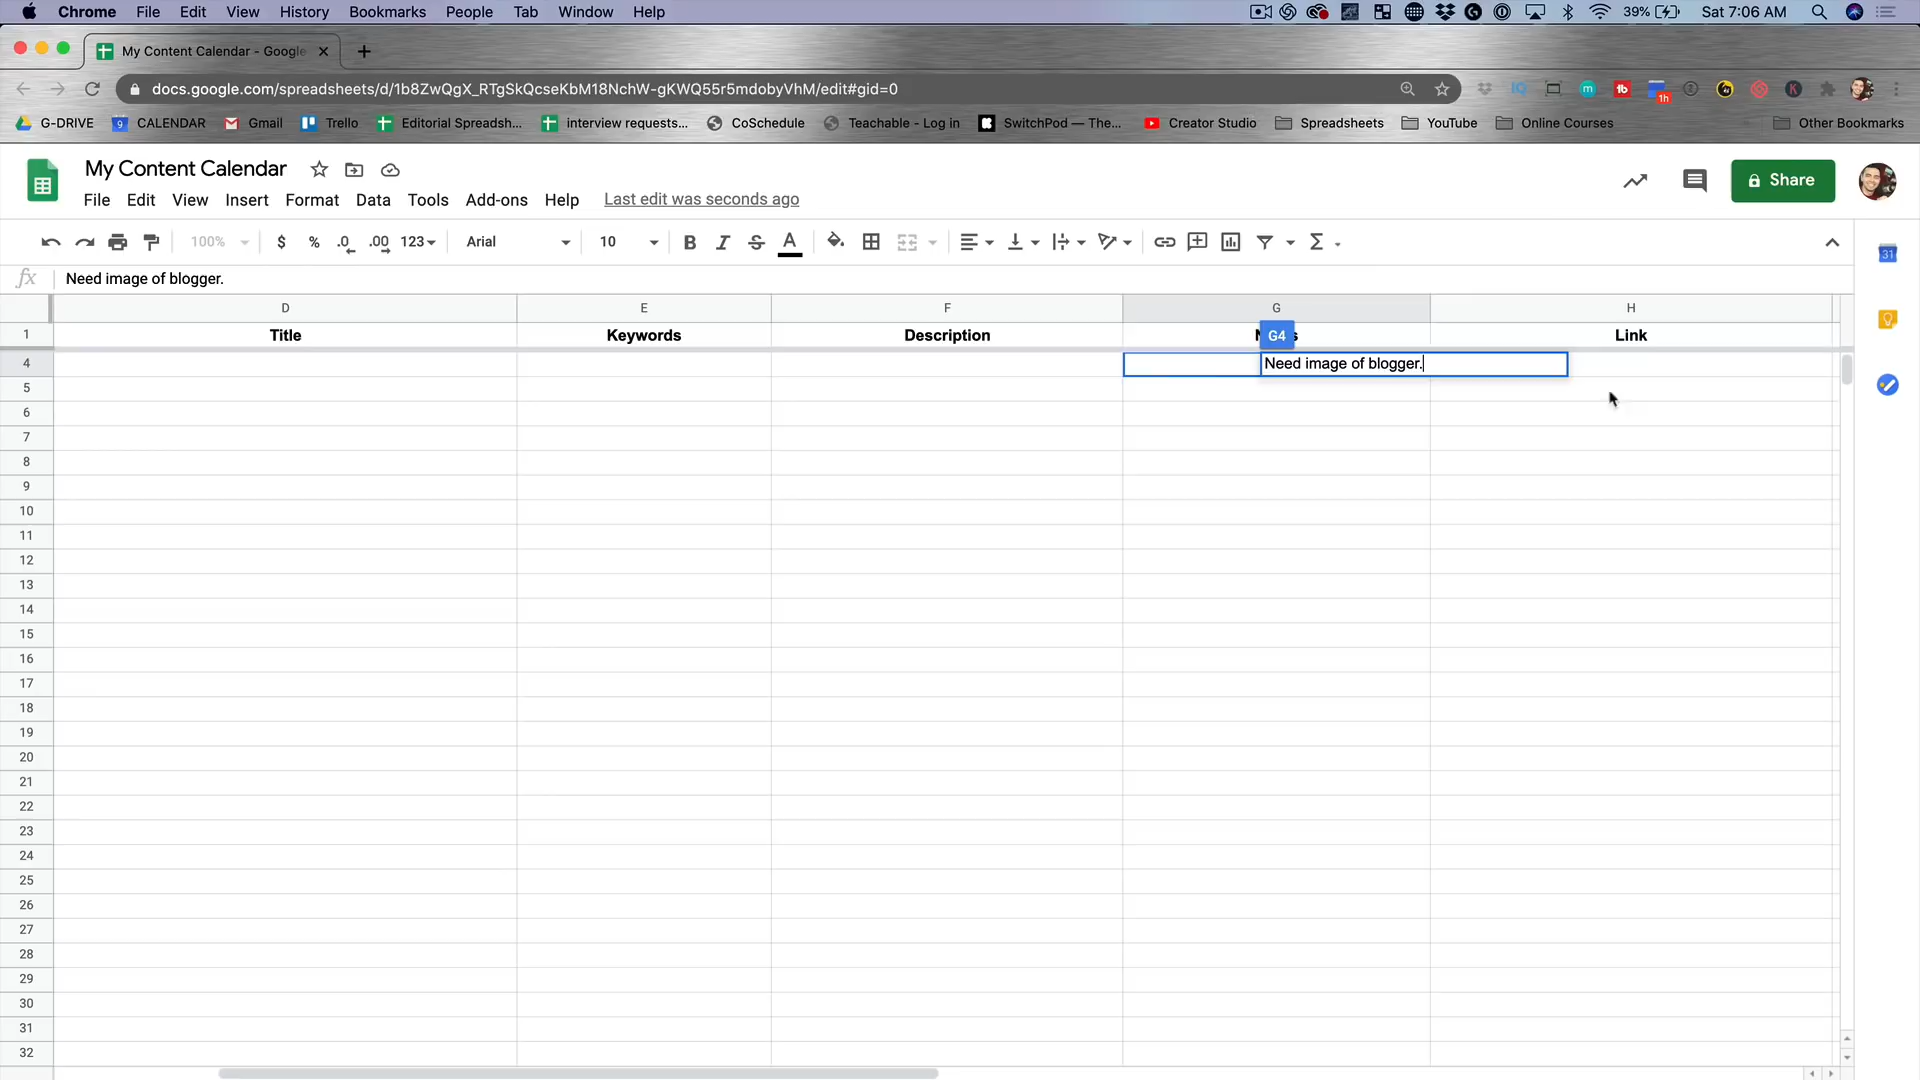 Chrome File Edit View History Bookmarks People Tab Window Help 39% Sat 7:06 AM
My Content Calendar - Google
docs.google.com/spreadsheets/d/1b8ZwQgX_RTgSkQcseKbM18NchW-gKWQ55r5mdobyVhM/edit#gid=0
G-DRIVE CALENDAR Gmail Trello Editorial Spreadsh... interview requests... CoSchedule Teachable - Log in SwitchPod — The... Creator Studio Spreadsheets YouTube Online Courses Other Bookmarks
My Content Calendar
Share
File Edit View Insert Format Data Tools Add-ons Help Last edit was seconds ago
100% $ % .0 .00 123 Arial 10 B I S A Σ
fx Need image of blogger.
D E F G H
1 Title Keywords Description G4 Link
4 Need image of blogger.
5
6
7
8
9
10
11
12
13
14
15
16
17
18
19
20
21
22
23
24
25
26
27
28
29
30
31
32